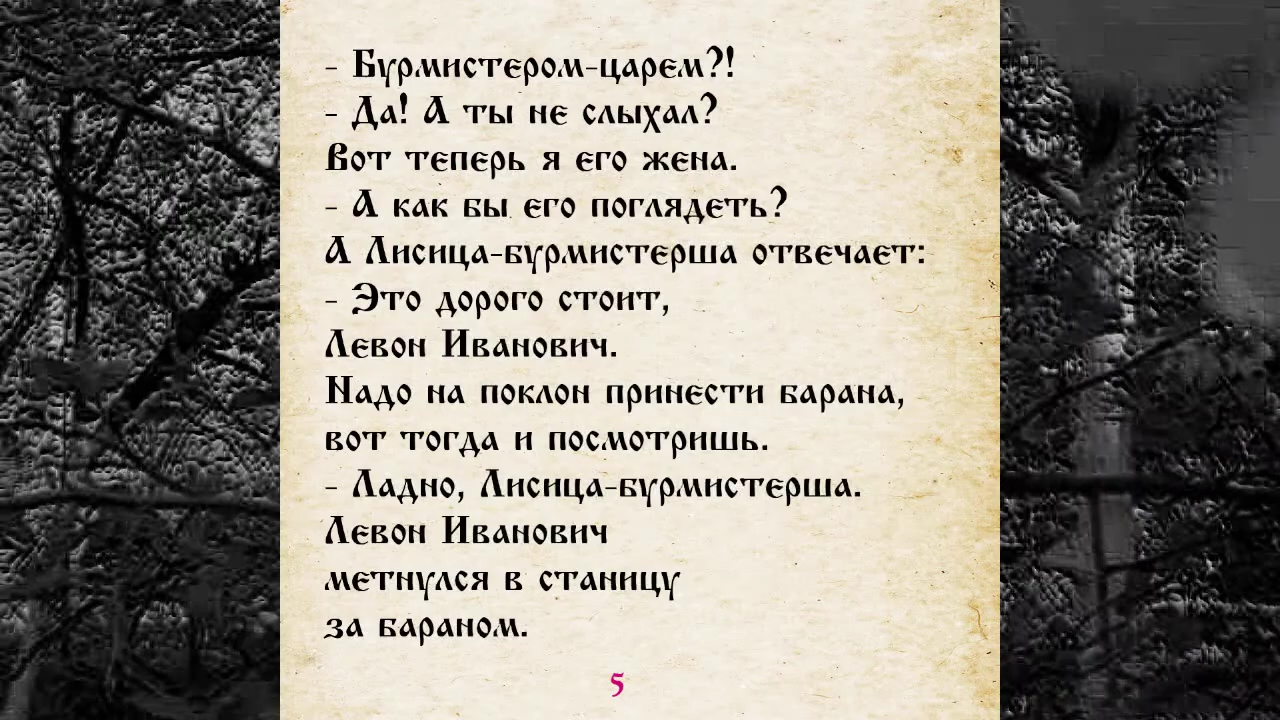 - Бурмистером-царем?!
- Да! А ты не слыхал?
Вот теперь я его жена.
- А как бы его поглядеть?
А Лисица-бурмистерша отвечает:
- Это дорого стоит,
Левон Иванович.
Надо на поклон принести барана,
вот тогда и посмотришь.
- Ладно, Лисица-бурмистерша.
Левон Иванович
метнулся в станицу
за бараном.
5